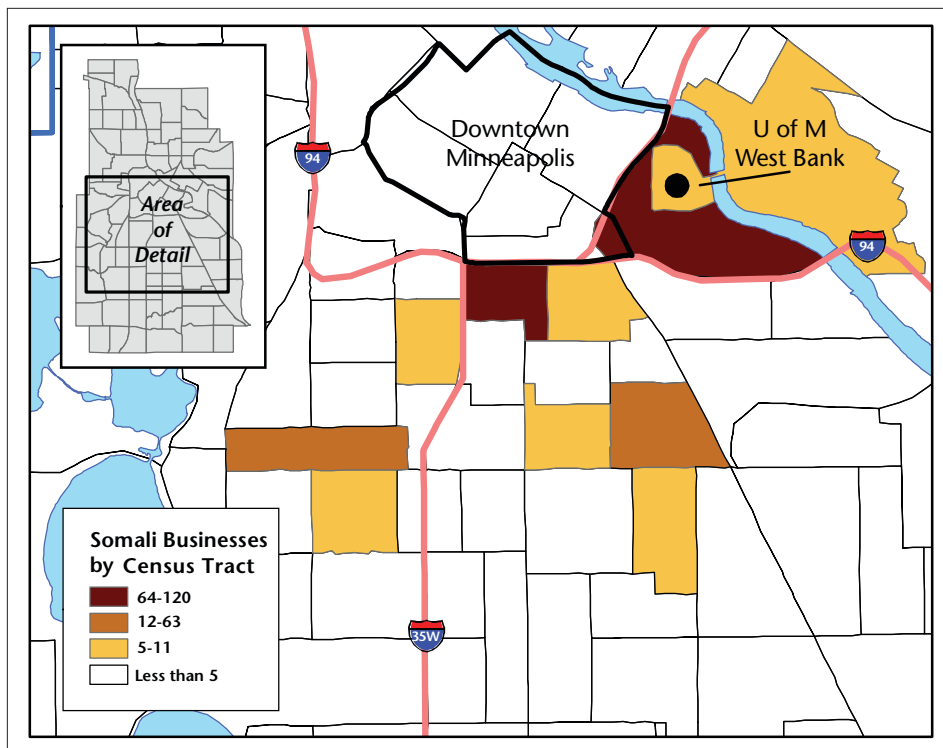 Area
of
Detail
Downtown
Minneapolis
U of M
West Bank
94
94
35W
Somali Businesses
by Census Tract
64-120
12-63
5-11
Less than 5